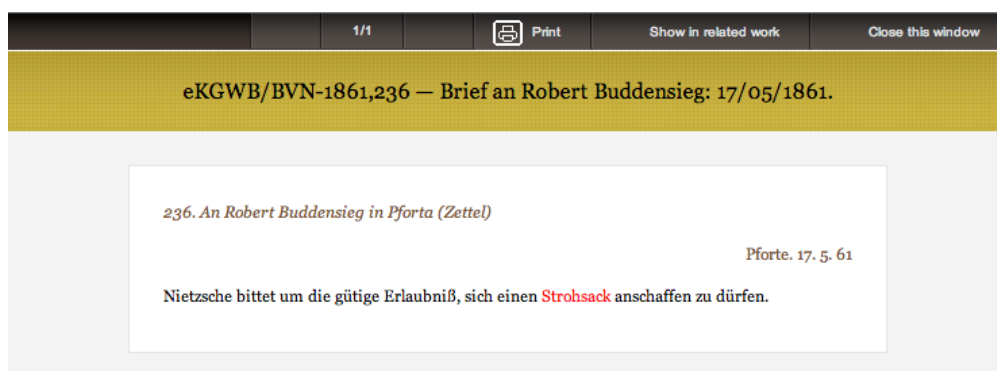 1/1 Print Show in related work Close this window
eKGWB/BVN-1861,236 — Brief an Robert Buddensieg: 17/05/1861.
236. An Robert Buddensieg in Pforta (Zettel)
Pforte. 17. 5. 61
Nietzsche bittet um die gütige Erlaubniß, sich einen Strohsack anschaffen zu dürfen.